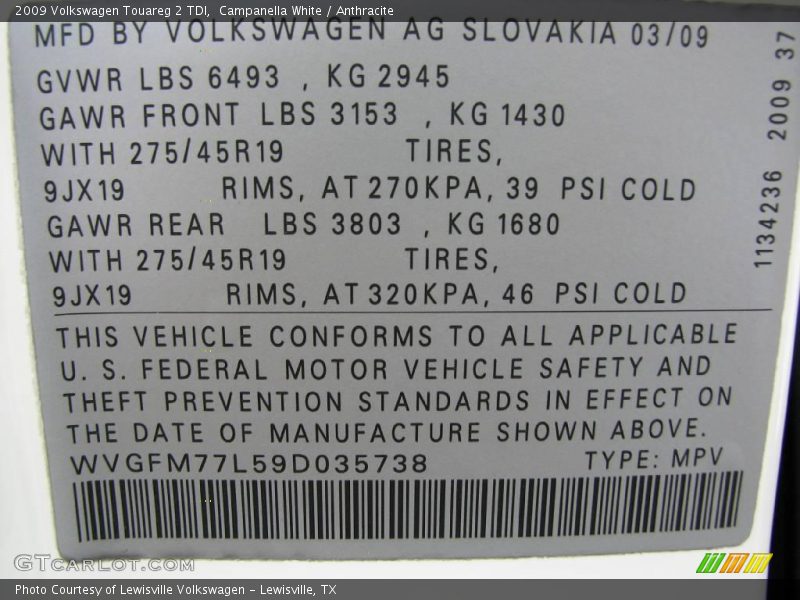 2009 Volkswagen Touareg 2 TDI, Campanella White / Anthracite
MFD BY VOLKSWAGEN AG SLOVAKIA 03/09
GVWR LBS 6493 , KG 2945
GAWR FRONT LBS 3153 , KG 1430
WITH 275/45R19 TIRES,
9JX19 RIMS, AT 270KPA, 39 PSI COLD
GAWR REAR LBS 3803 , KG 1680
WITH 275/45R19 TIRES,
9JX19 RIMS, AT 320KPA, 46 PSI COLD
THIS VEHICLE CONFORMS TO ALL APPLICABLE
U. S. FEDERAL MOTOR VEHICLE SAFETY AND
THEFT PREVENTION STANDARDS IN EFFECT ON
THE DATE OF MANUFACTURE SHOWN ABOVE.
WVGFM77L59D035738 TYPE: MPV
1134236 2009 37
GTCARLOT.COM
Photo Courtesy of Lewisville Volkswagen - Lewisville, TX